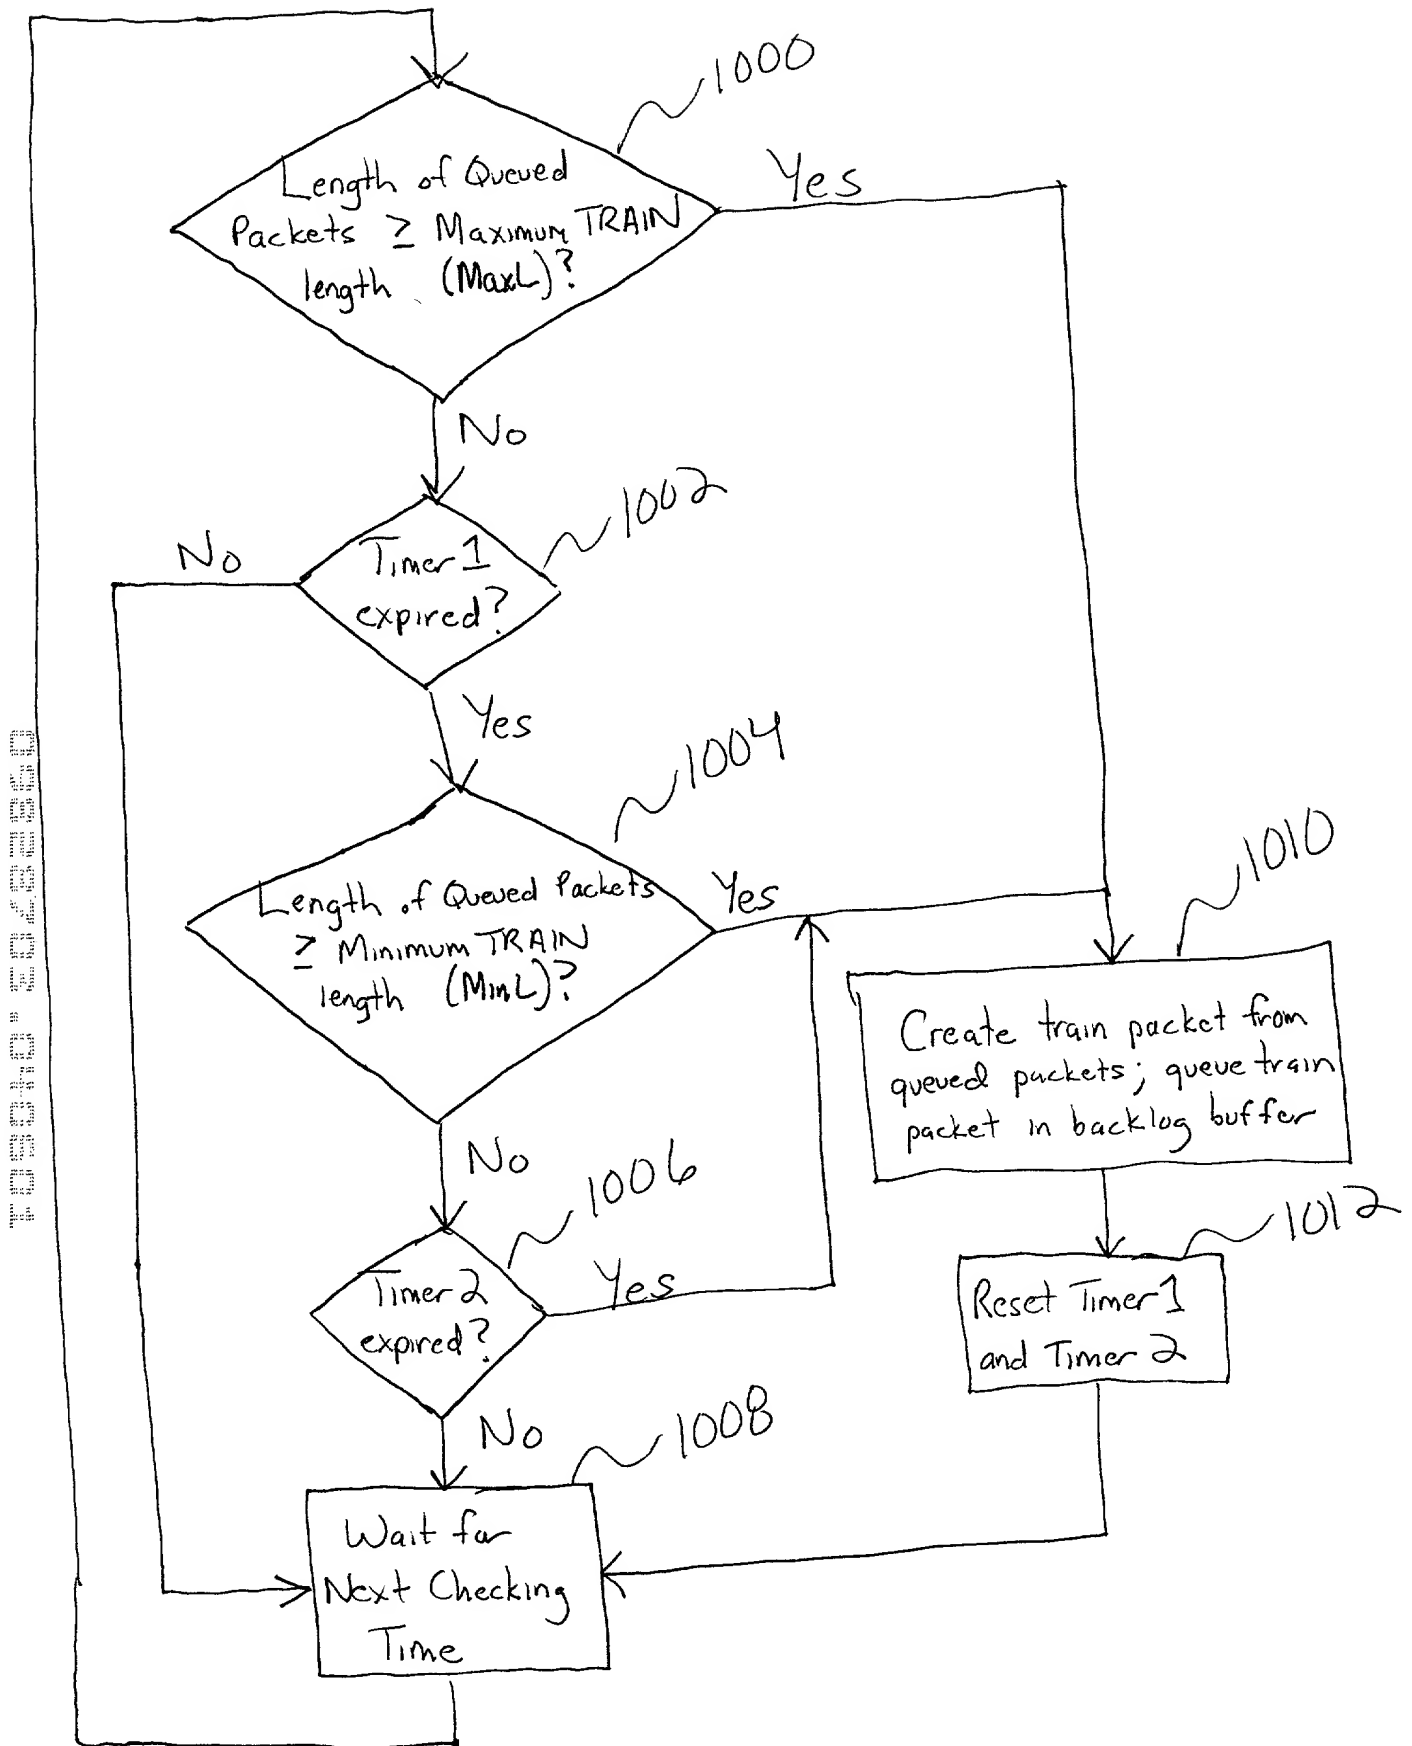 1000
Length of Queued
Packets ≥ Maximum TRAIN
length (MaxL)?
Yes
No
1002
Timer 1
expired?
No
Yes
1004
Length of Queued Packets
≥ Minimum TRAIN
length (MinL)?
Yes
No
1006
Timer 2
expired?
Yes
No
1008
Wait for
Next Checking
Time
1010
Create train packet from
queued packets; queue train
packet in backlog buffer
1012
Reset Timer 1
and Timer 2